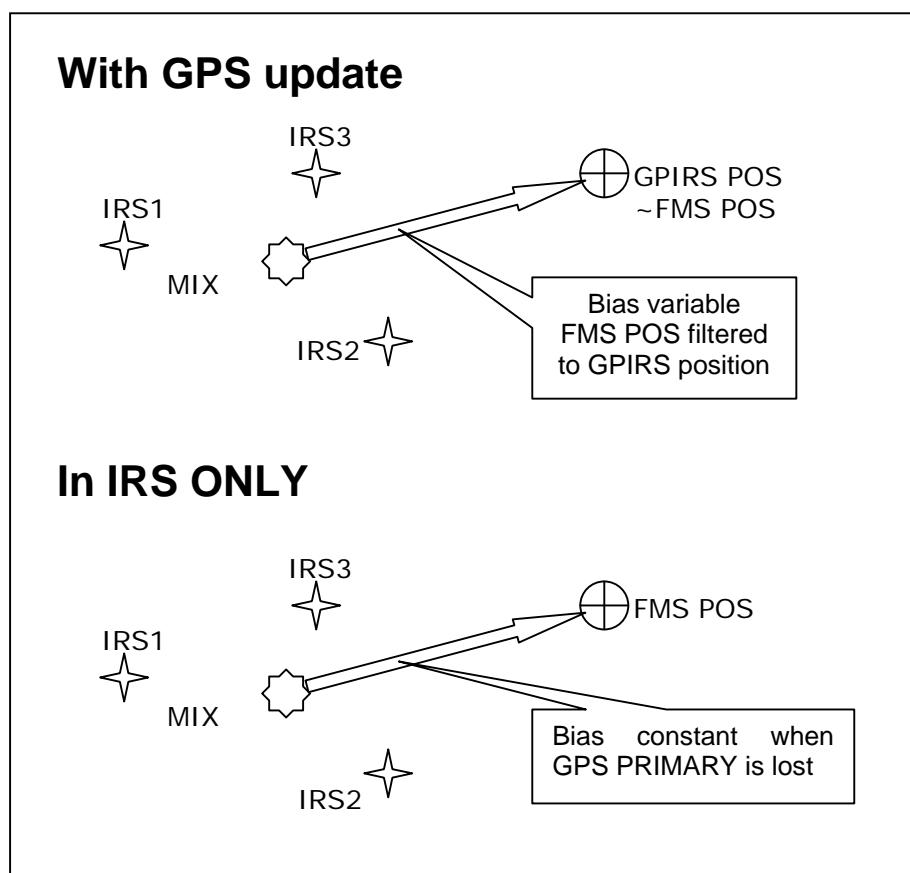 With GPS update
IRS3
GPIRS POS
~FMS POS
IRS1
MIX
IRS2
Bias variable
FMS POS filtered
to GPIRS position
In IRS ONLY
IRS3
FMS POS
IRS1
MIX
IRS2
Bias constant when
GPS PRIMARY is lost